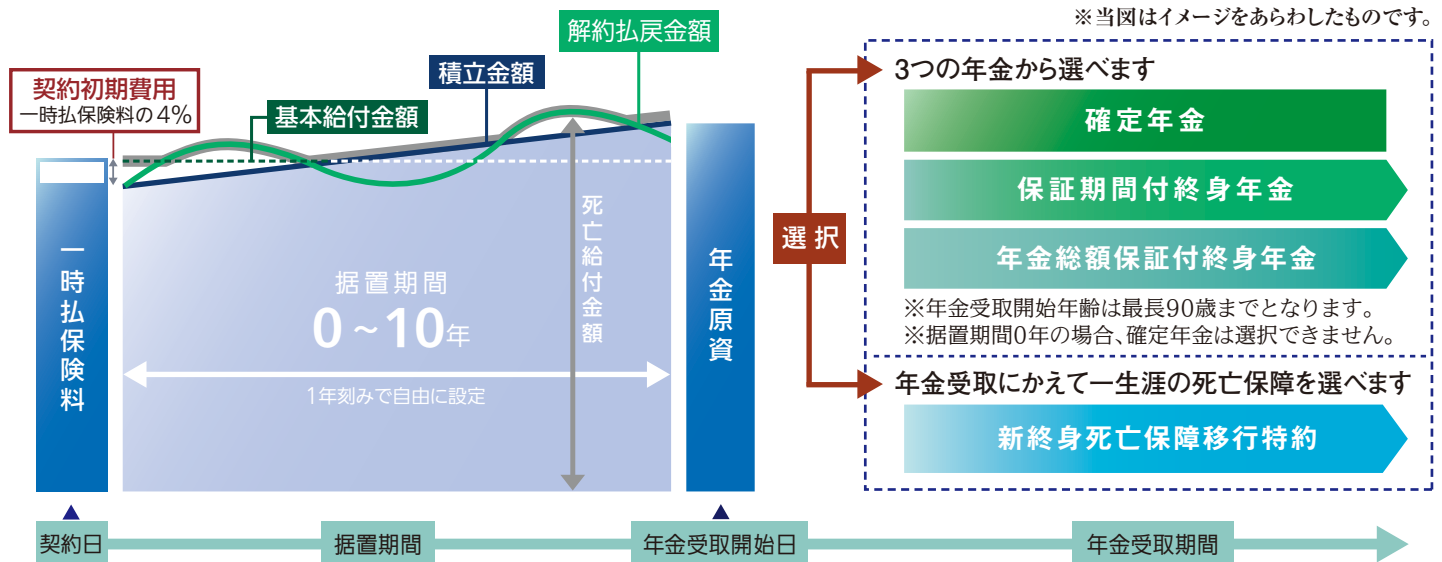 ※当図はイメージをあらわしたものです。
解約払戻金額
積立金額
契約初期費用
一時払保険料の4%
基本給付金額
一時払保険料
死亡給付金額
据置期間
0～10年
1年刻みで自由に設定
年金原資
選択
3つの年金から選べます
確定年金
保証期間付終身年金
年金総額保証付終身年金
※年金受取開始年齢は最長90歳までとなります。
※据置期間0年の場合、確定年金は選択できません。
年金受取にかえて一生涯の死亡保障を選べます
新終身死亡保障移行特約
契約日
据置期間
年金受取開始日
年金受取期間